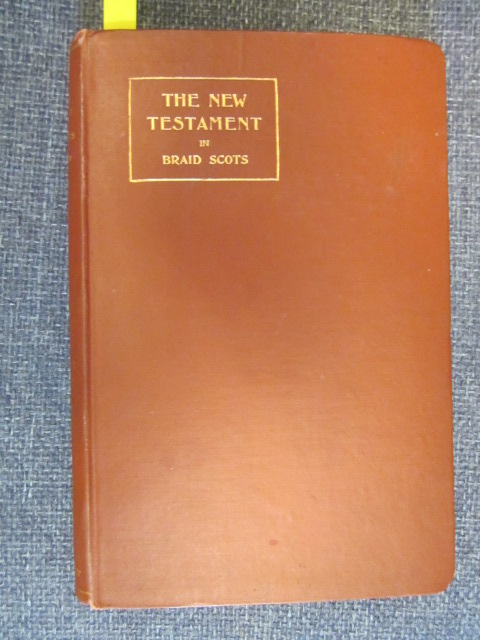 THE NEW
TESTAMENT
IN
BRAID SCOTS